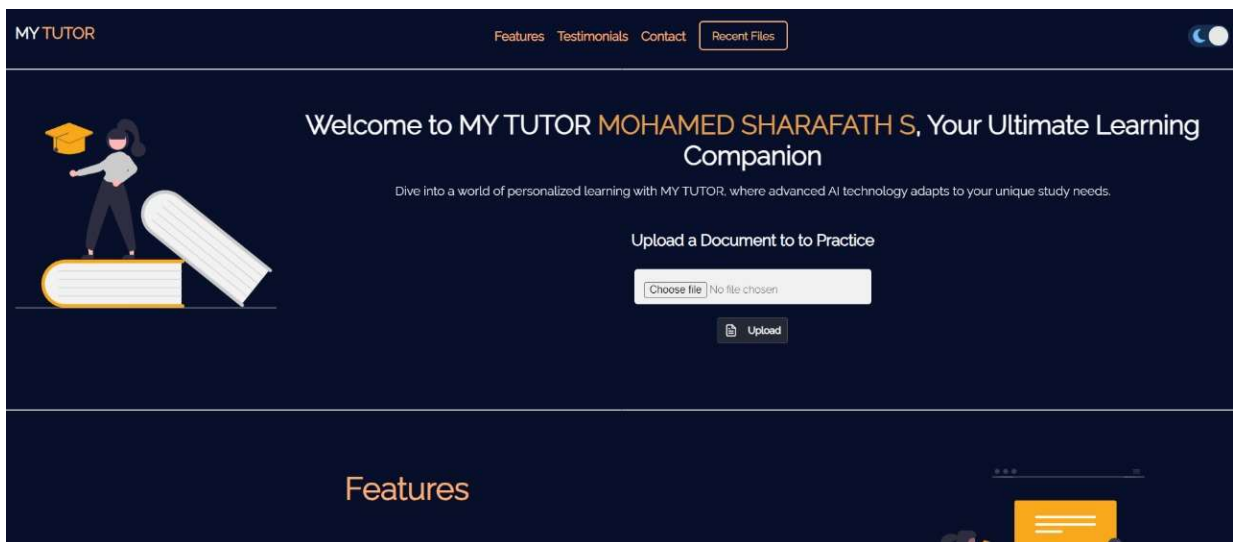 MY TUTOR
Features Testimonials Contact Recent Files
Welcome to MY TUTOR MOHAMED SHARAFATH S, Your Ultimate Learning
Companion
Dive into a world of personalized learning with MY TUTOR, where advanced AI technology adapts to your unique study needs.
Upload a Document to to Practice
Choose file No file chosen
Upload
Features